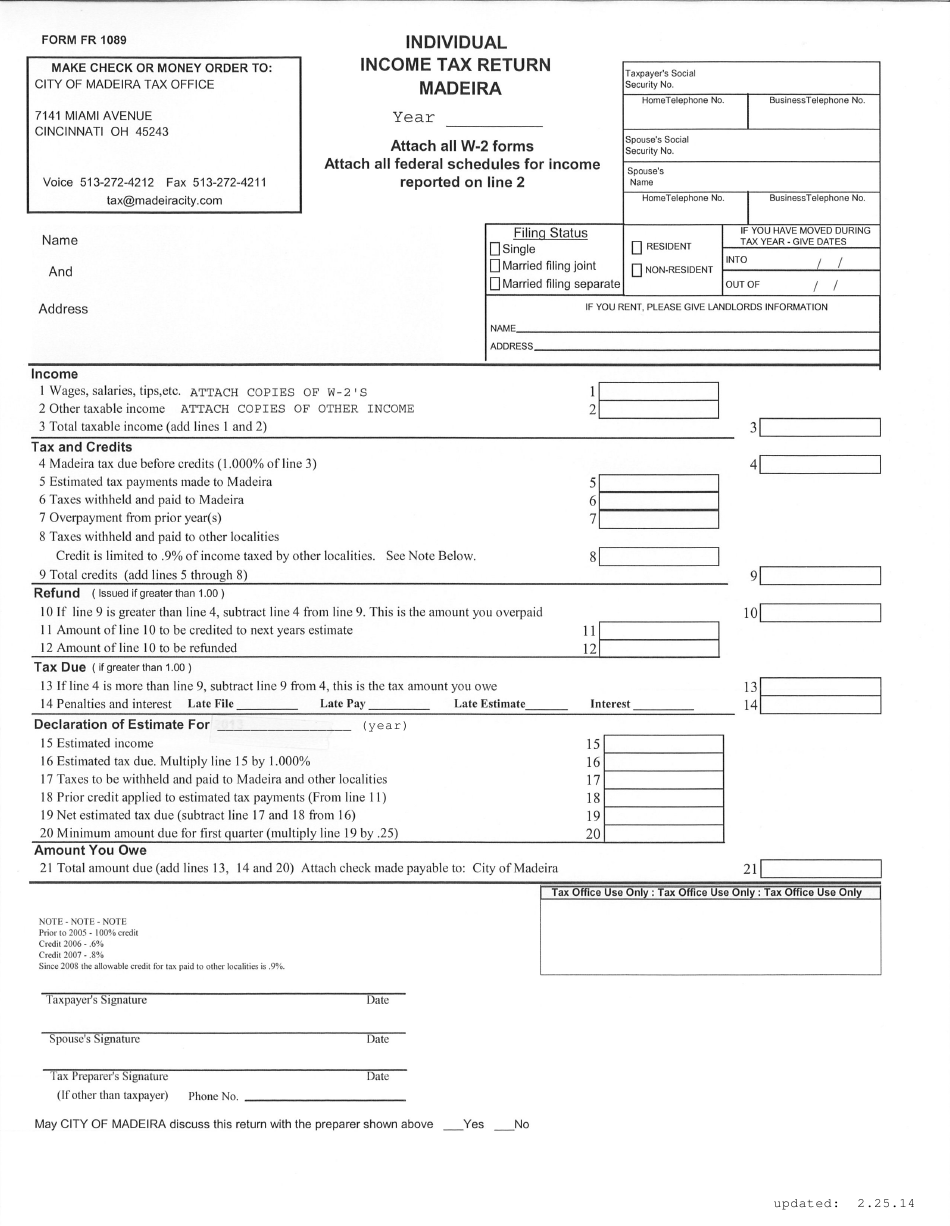 FORM FR 1089
INDIVIDUAL
INCOME TAX RETURN
MADEIRA
Year __________
Attach all W-2 forms
Attach all federal schedules for income
reported on line 2
MAKE CHECK OR MONEY ORDER TO:
CITY OF MADEIRA TAX OFFICE
7141 MIAMI AVENUE
CINCINNATI OH 45243
Voice 513-272-4212 Fax 513-272-4211
tax@madeiracity.com
Taxpayer's Social
Security No.
HomeTelephone No. BusinessTelephone No.
Spouse's Social
Security No.
Spouse's
Name
HomeTelephone No. BusinessTelephone No.
Name
And
Address
Filing Status
Single
Married filing joint
Married filing separate
RESIDENT
NON-RESIDENT
IF YOU HAVE MOVED DURING
TAX YEAR - GIVE DATES
INTO / /
OUT OF / /
IF YOU RENT, PLEASE GIVE LANDLORDS INFORMATION
NAME
ADDRESS
Income
1 Wages, salaries, tips,etc. ATTACH COPIES OF W-2'S 1
2 Other taxable income ATTACH COPIES OF OTHER INCOME 2
3 Total taxable income (add lines 1 and 2) 3
Tax and Credits
4 Madeira tax due before credits (1.000% of line 3) 4
5 Estimated tax payments made to Madeira 5
6 Taxes withheld and paid to Madeira 6
7 Overpayment from prior year(s) 7
8 Taxes withheld and paid to other localities
Credit is limited to .9% of income taxed by other localities. See Note Below. 8
9 Total credits (add lines 5 through 8) 9
Refund ( Issued if greater than 1.00 )
10 If line 9 is greater than line 4, subtract line 4 from line 9. This is the amount you overpaid 10
11 Amount of line 10 to be credited to next years estimate 11
12 Amount of line 10 to be refunded 12
Tax Due ( if greater than 1.00 )
13 If line 4 is more than line 9, subtract line 9 from 4, this is the tax amount you owe 13
14 Penalties and interest Late File __________ Late Pay __________ Late Estimate_______ Interest __________ 14
Declaration of Estimate For ____________________ (year)
15 Estimated income 15
16 Estimated tax due. Multiply line 15 by 1.000% 16
17 Taxes to be withheld and paid to Madeira and other localities 17
18 Prior credit applied to estimated tax payments (From line 11) 18
19 Net estimated tax due (subtract line 17 and 18 from 16) 19
20 Minimum amount due for first quarter (multiply line 19 by .25) 20
Amount You Owe
21 Total amount due (add lines 13, 14 and 20) Attach check made payable to: City of Madeira 21
Tax Office Use Only : Tax Office Use Only : Tax Office Use Only
NOTE - NOTE - NOTE
Prior to 2005 - 100% credit
Credit 2006 - .6%
Credit 2007 - .8%
Since 2008 the allowable credit for tax paid to other localities is .9%.
Taxpayer's Signature Date
Spouse's Signature Date
Tax Preparer's Signature Date
(If other than taxpayer) Phone No.
May CITY OF MADEIRA discuss this return with the preparer shown above ___Yes ___No
updated: 2.25.14